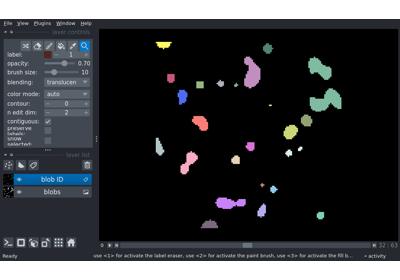 File View Plugins Window Help
layer controls
label: 1
opacity: 0.70
brush size: 10
blending: translucen
color mode: auto
contour: 0
n edit dim: 2
contiguous:
preserve
labels:
show
selected:
layer list
blob ID
blobs
32 63
Ready
use <1> for activate the label eraser, use <2> for activate the paint brush, use <3> for activate the fill b...
activity